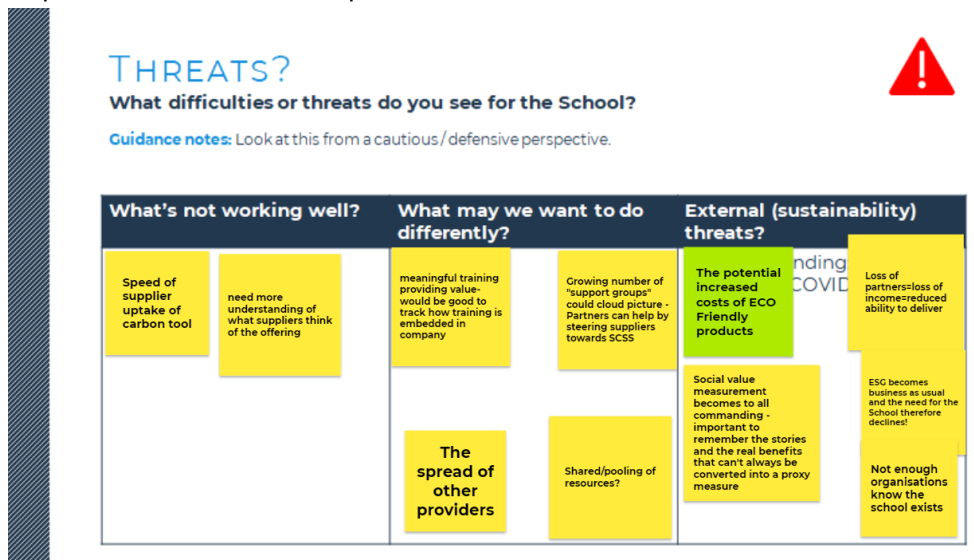 THREATS?
What difficulties or threats do you see for the School?
Guidance notes: Look at this from a cautious / defensive perspective.
What's not working well?
What may we want to do
differently?
External (sustainability)
threats?
Speed of
supplier
uptake of
carbon tool
need more
understanding of
what suppliers think
of the offering
meaningful training
providing value-
would be good to
track how training is
embedded in
company
Growing number of
"support groups"
could cloud picture -
Partners can help by
steering suppliers
towards SCSS
The
spread of
other
providers
Shared/pooling of
resources?
The potential
increased
costs of ECO
Friendly
products
Loss of
partners=loss of
income=reduced
ability to deliver
Social value
measurement
becomes to all
commanding -
important to
remember the stories
and the real benefits
that can't always be
converted into a proxy
measure
ESG becomes
business as usual
and the need for the
School therefore
declines!
Not enough
organisations
know the
school exists